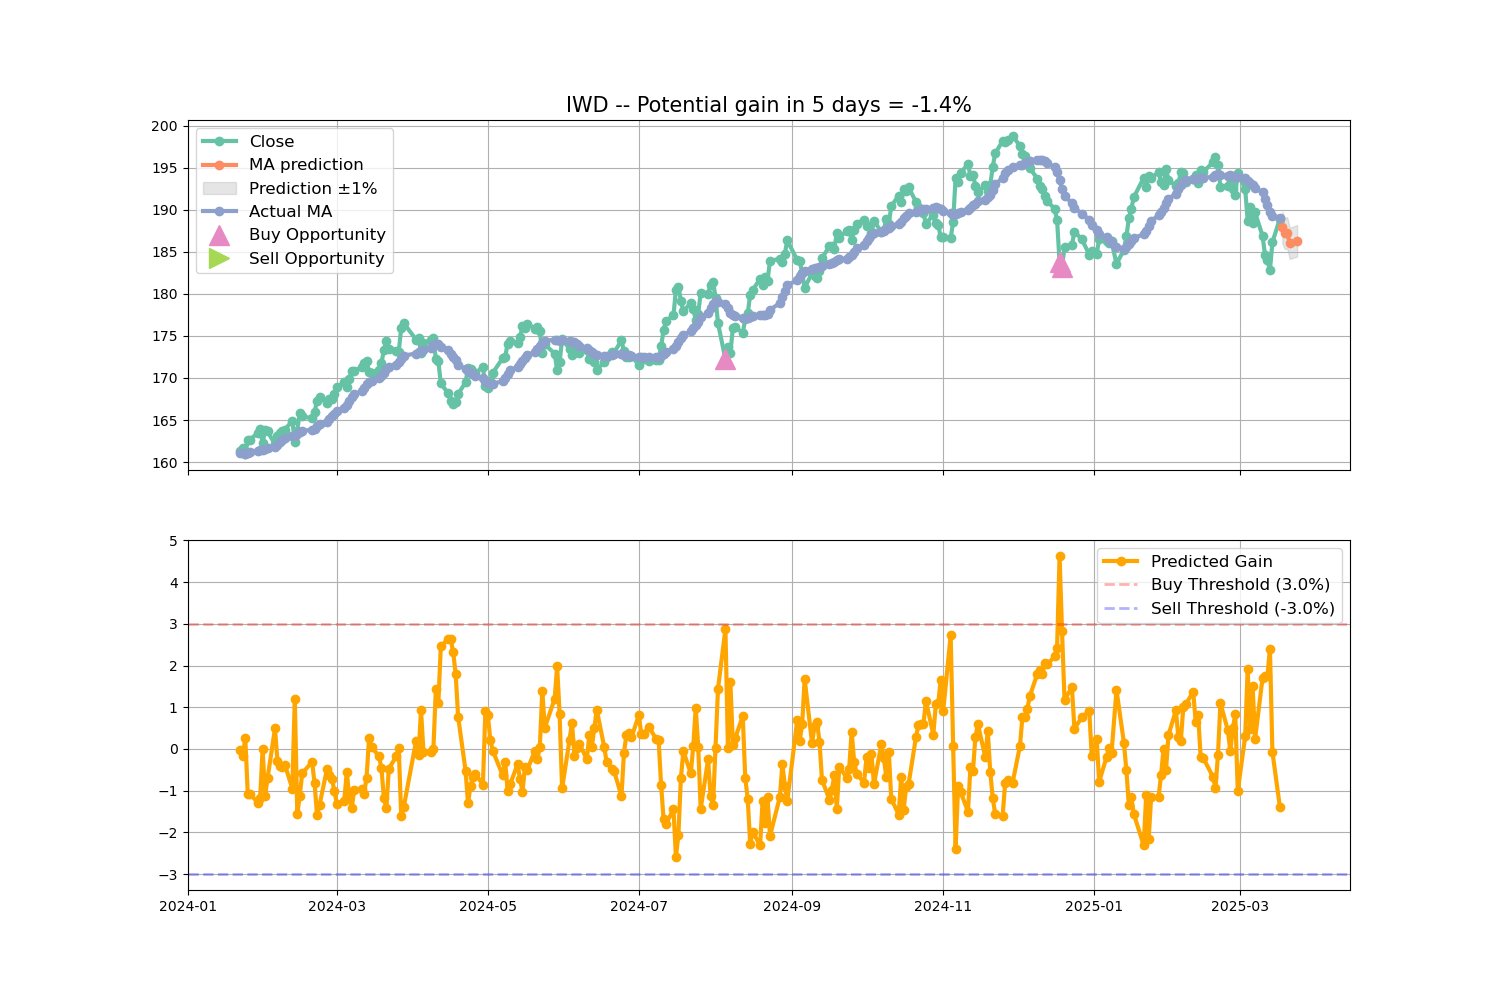 IWD -- Potential gain in 5 days = -1.4%
200
195
190
185
180
175
170
165
160
Close
MA prediction
Prediction ±1%
Actual MA
Buy Opportunity
Sell Opportunity
5
4
3
2
1
0
−1
−2
−3
Predicted Gain
Buy Threshold (3.0%)
Sell Threshold (-3.0%)
2024-01 2024-03 2024-05 2024-07 2024-09 2024-11 2025-01 2025-03